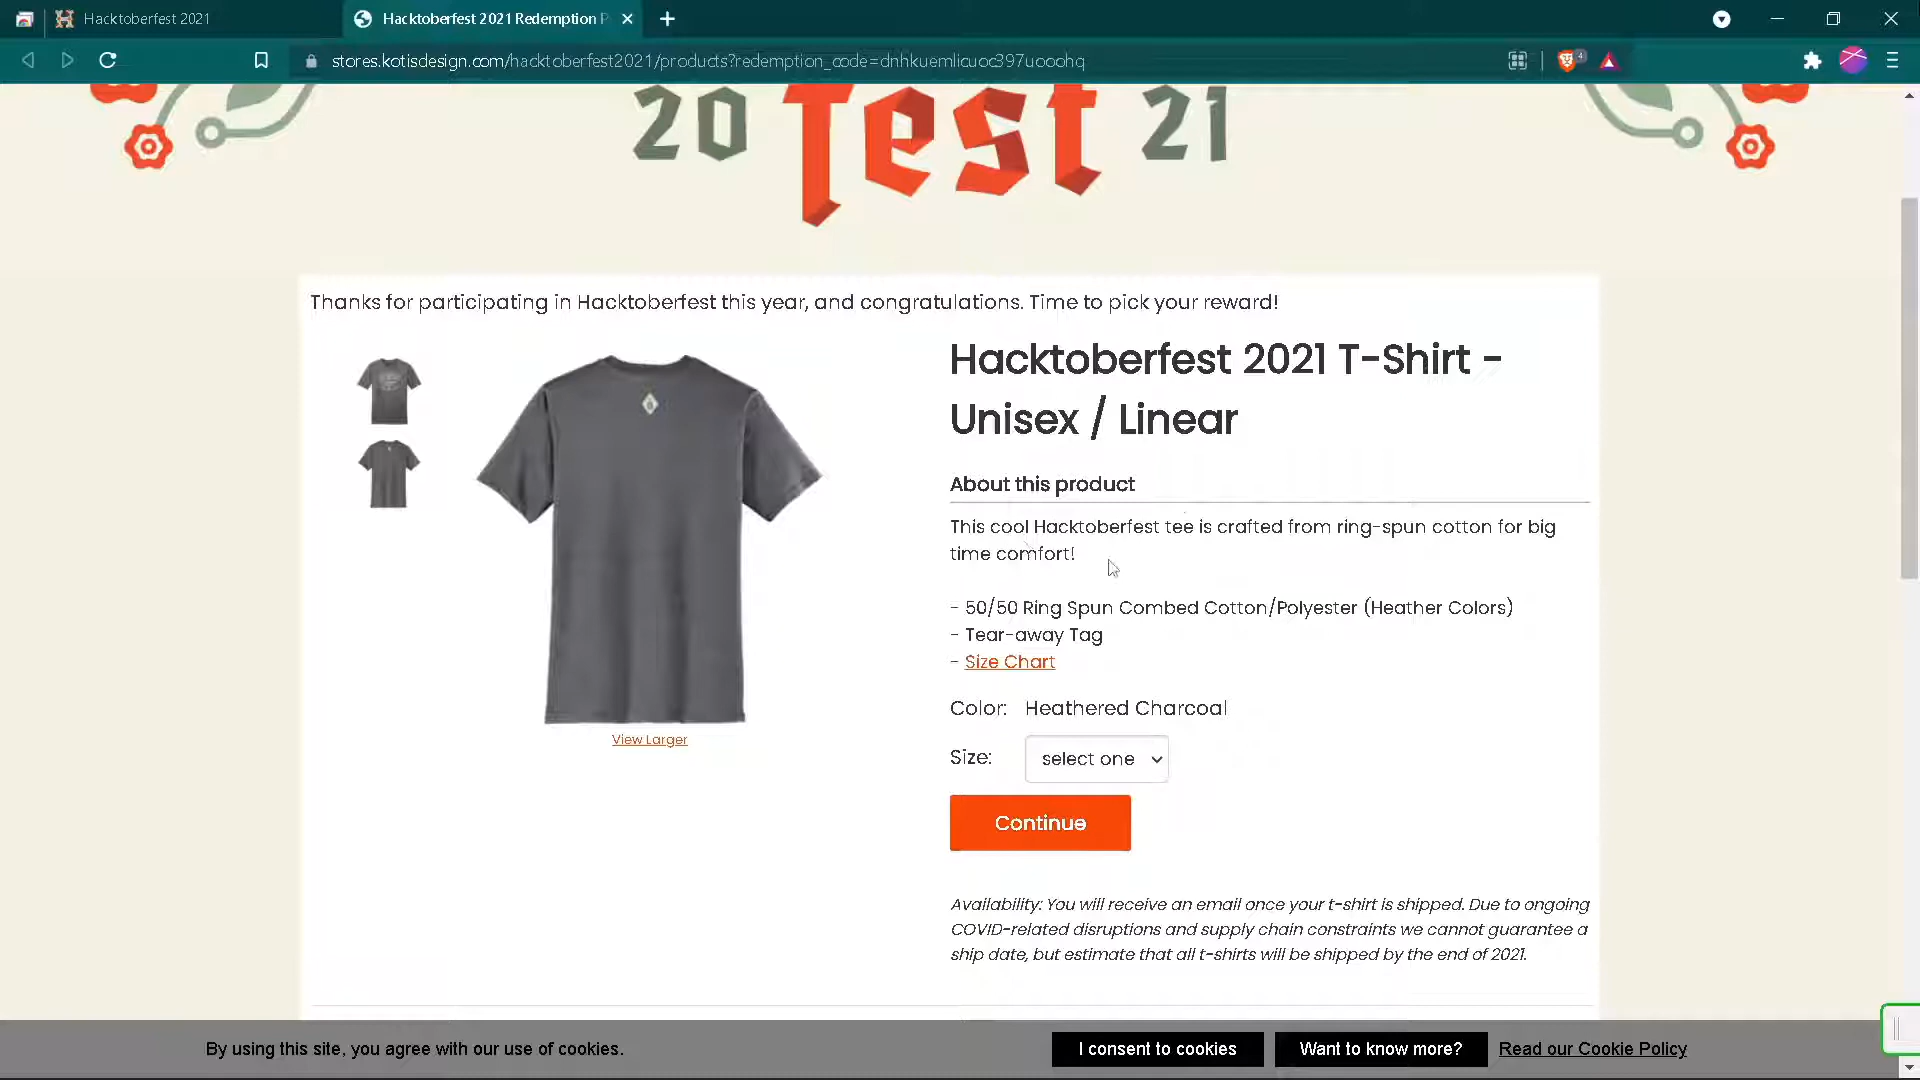 Hacktoberfest 2021
Hacktoberfest 2021 Redemption P
stores.kotisdesign.com/hacktoberfest2021/products?redemption_code=dnhkuemlicuoc397uooohq
4
20 fest 21
Thanks for participating in Hacktoberfest this year, and congratulations. Time to pick your reward!
Hacktoberfest 2021 T-Shirt -
Unisex / Linear
About this product
This cool Hacktoberfest tee is crafted from ring-spun cotton for big
time comfort!
- 50/50 Ring Spun Combed Cotton/Polyester (Heather Colors)
- Tear-away Tag
- Size Chart
View Larger
Color: Heathered Charcoal
Size: select one
Continue
Availability: You will receive an email once your t-shirt is shipped. Due to ongoing
COVID-related disruptions and supply chain constraints we cannot guarantee a
ship date, but estimate that all t-shirts will be shipped by the end of 2021.
By using this site, you agree with our use of cookies.
I consent to cookies
Want to know more?
Read our Cookie Policy